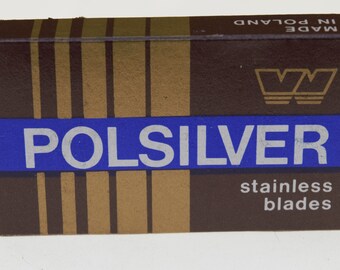 MADE
IN POLAND
POLSILVER
stainless
blades